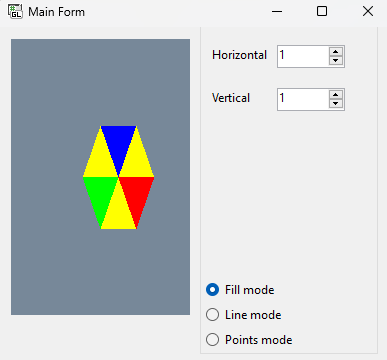 Main Form
Horizontal 1
Vertical 1
Fill mode
Line mode
Points mode